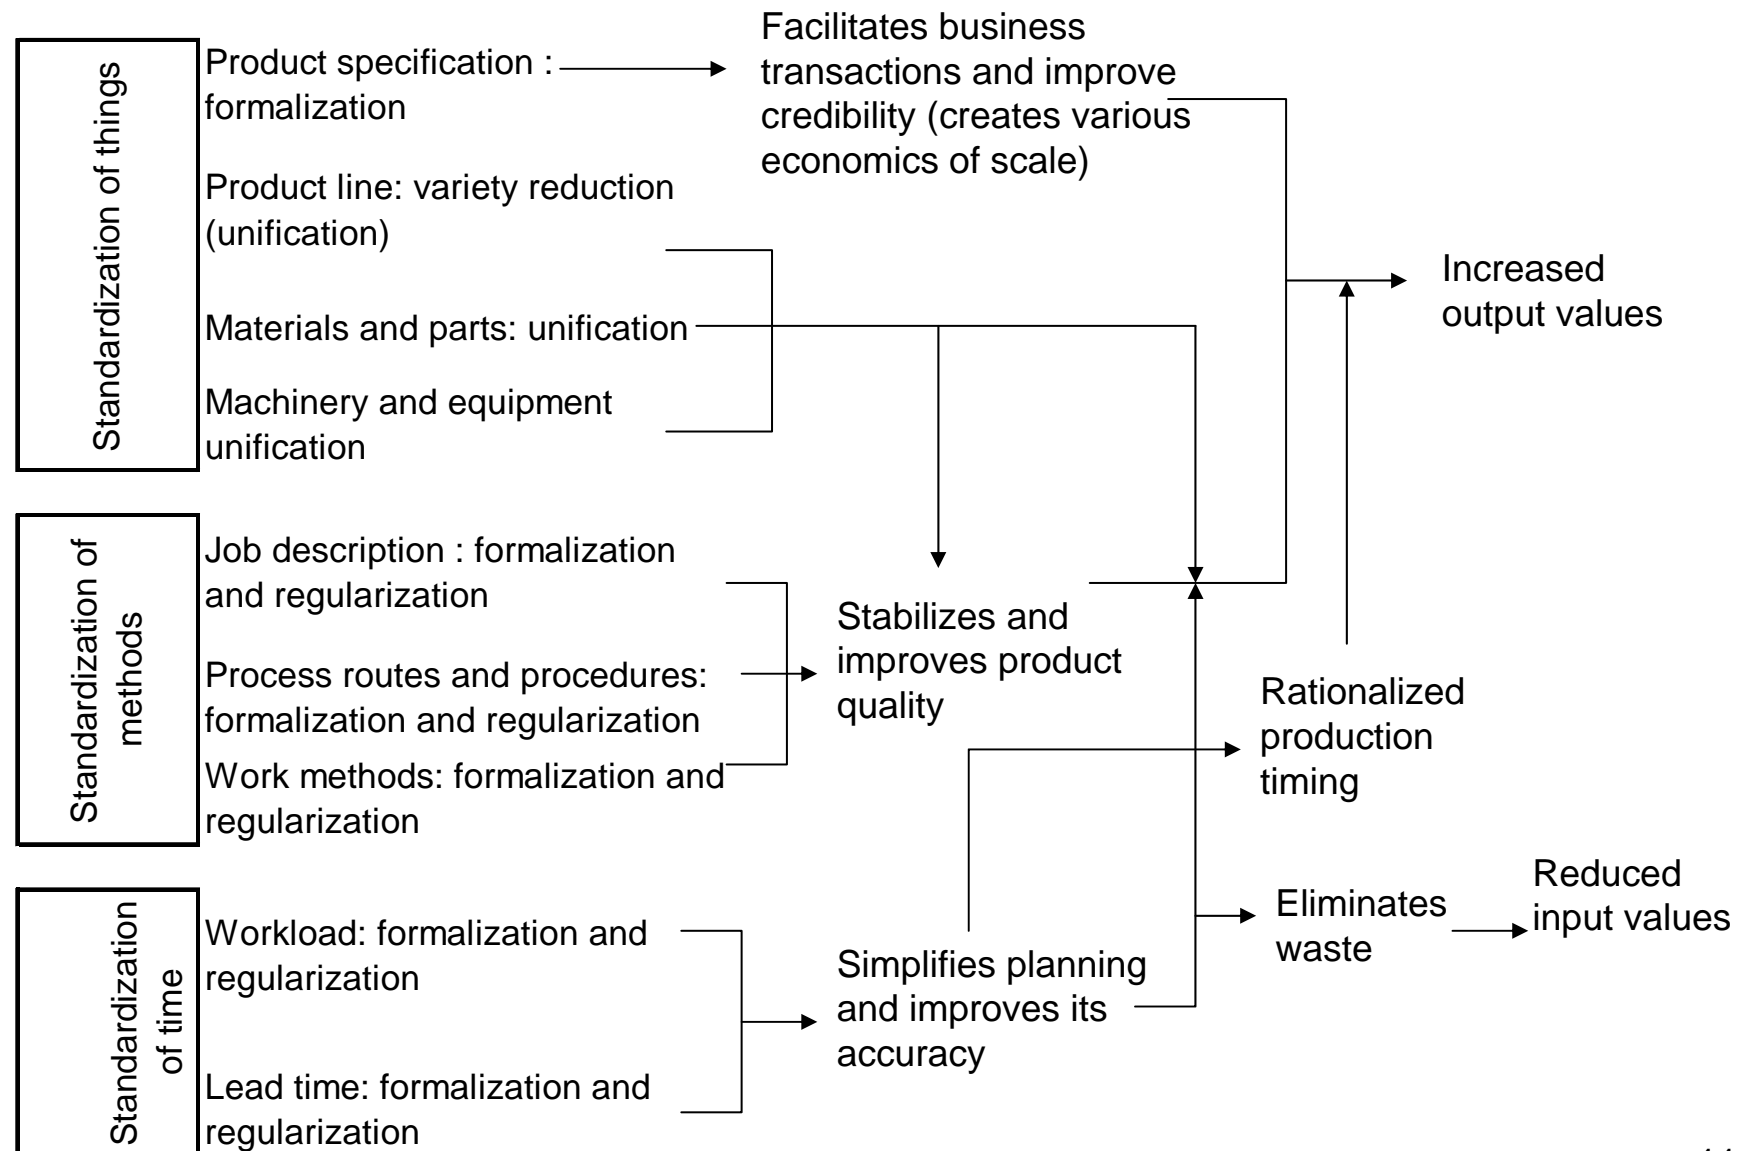 Standardization of things
Product specification :
formalization
Product line: variety reduction
(unification)
Materials and parts: unification
Machinery and equipment
unification
Facilitates business
transactions and improve
credibility (creates various
economics of scale)
Increased
output values
Standardization of
methods
Job description : formalization
and regularization
Process routes and procedures:
formalization and regularization
Work methods: formalization and
regularization
Stabilizes and
improves product
quality
Rationalized
production
timing
Standardization
of time
Workload: formalization and
regularization
Lead time: formalization and
regularization
Simplifies planning
and improves its
accuracy
Eliminates
waste
Reduced
input values